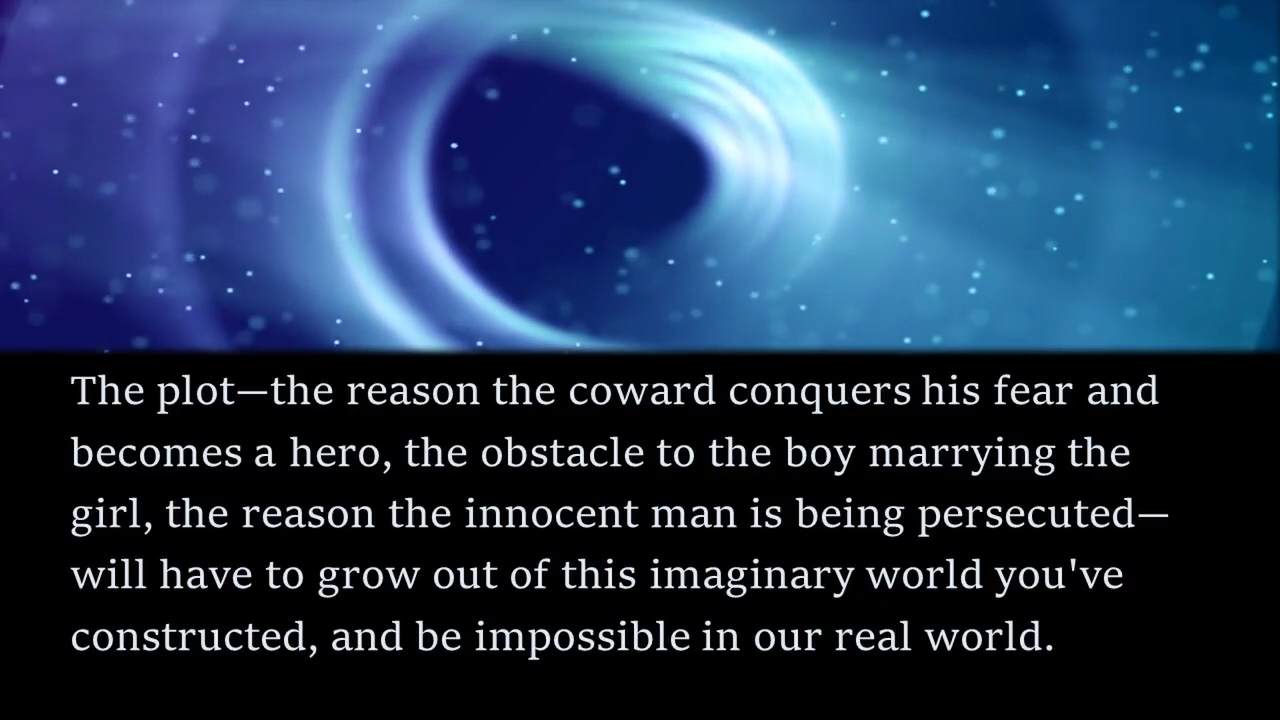 The plot—the reason the coward conquers his fear and
becomes a hero, the obstacle to the boy marrying the
girl, the reason the innocent man is being persecuted—
will have to grow out of this imaginary world you've
constructed, and be impossible in our real world.